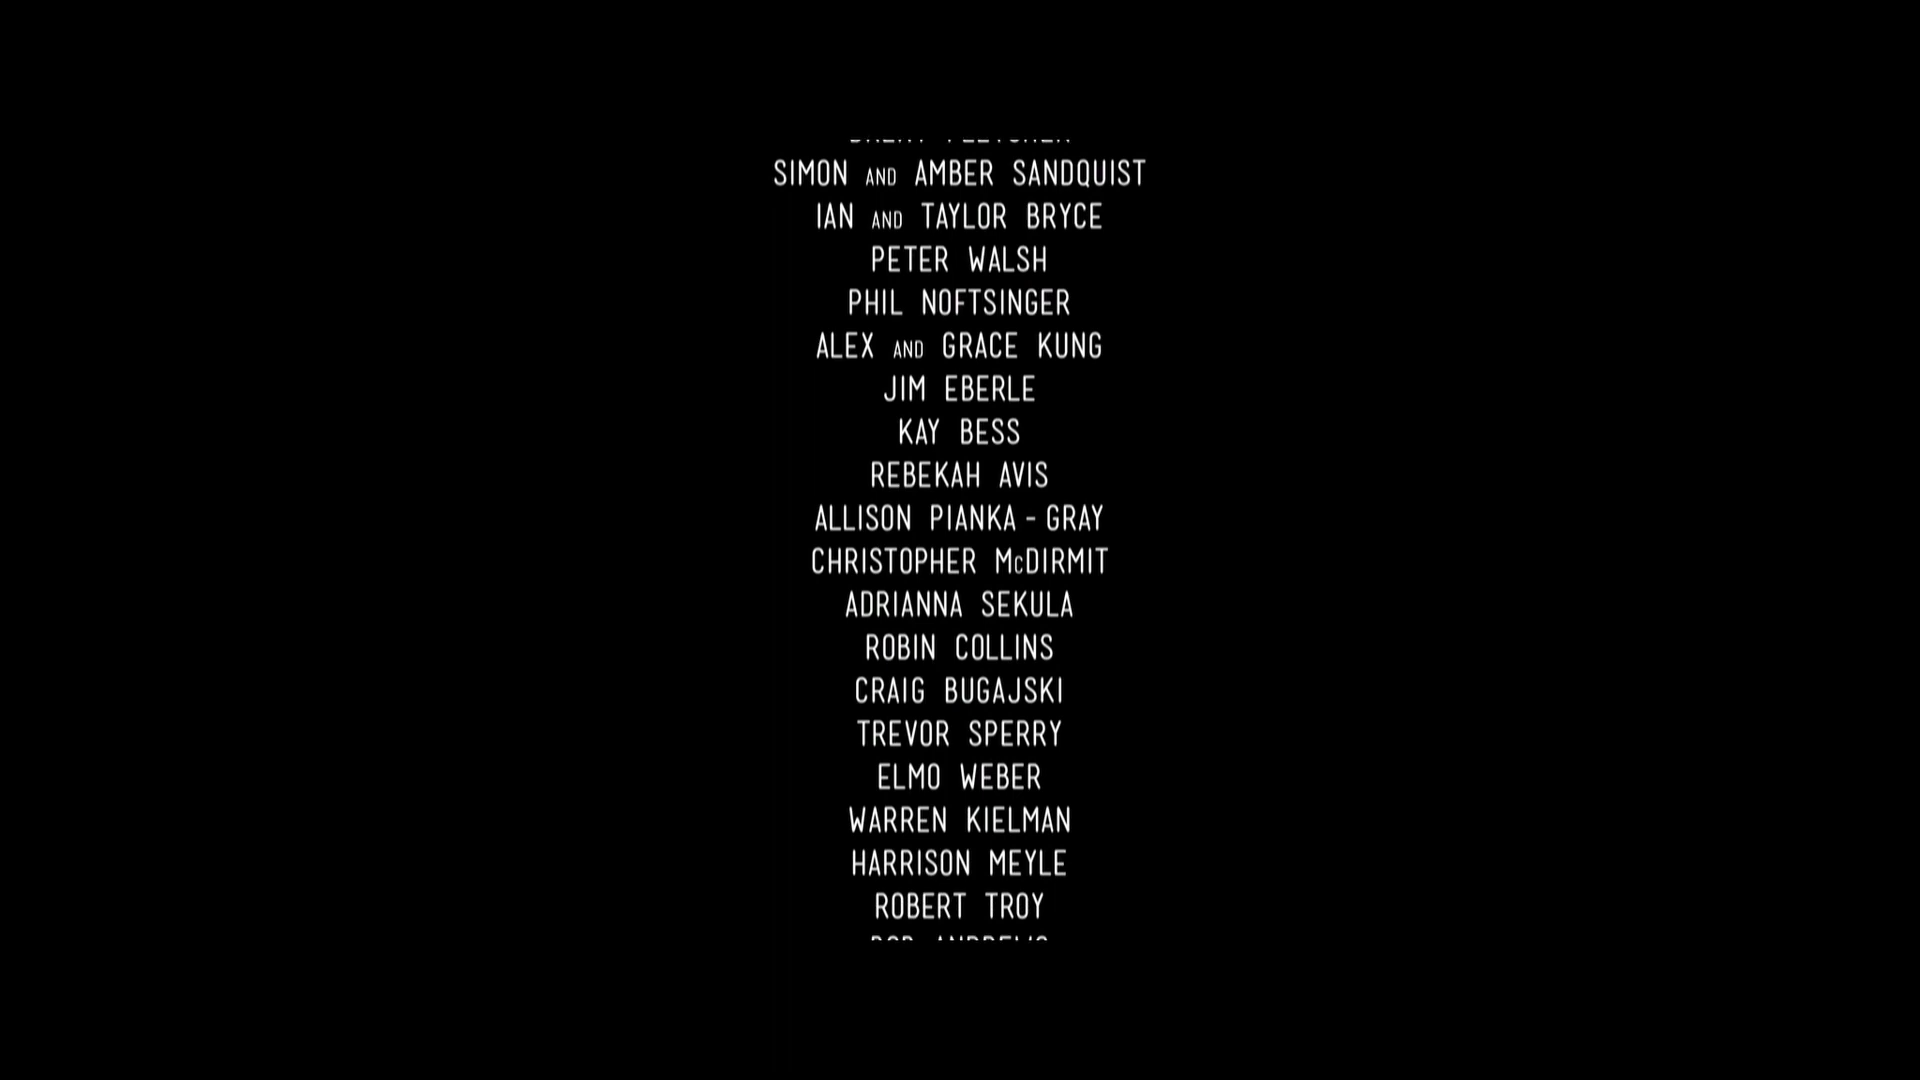 SIMON AND AMBER SANDQUIST
IAN AND TAYLOR BRYCE
PETER WALSH
PHIL NOFTSINGER
ALEX AND GRACE KUNG
JIM EBERLE
KAY BESS
REBEKAH AVIS
ALLISON PIANKA - GRAY
CHRISTOPHER McDIRMIT
ADRIANNA SEKULA
ROBIN COLLINS
CRAIG BUGAJSKI
TREVOR SPERRY
ELMO WEBER
WARREN KIELMAN
HARRISON MEYLE
ROBERT TROY